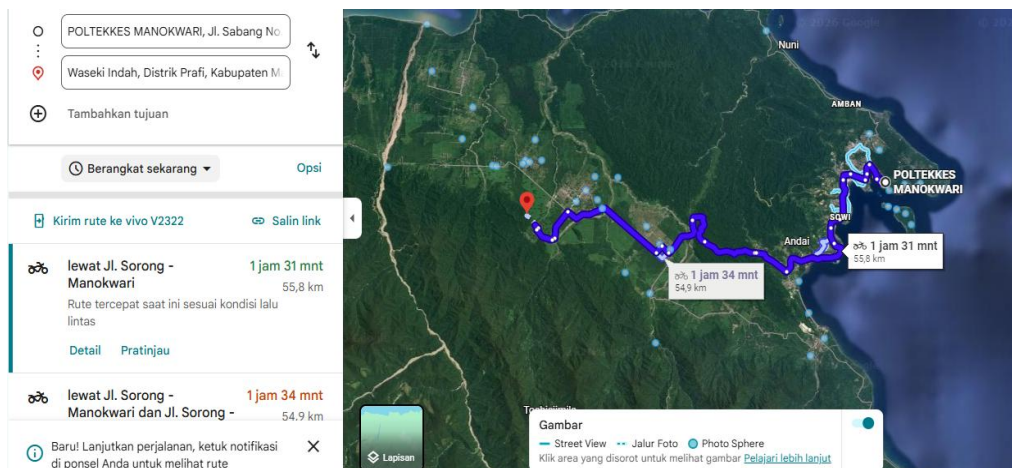 POLTEKKES MANOKWARI, Jl. Sabang No
Waseki Indah, Distrik Prafi, Kabupaten M
Tambahkan tujuan
Berangkat sekarang
Opsi
Kirim rute ke vivo V2322
Salin link
lewat Jl. Sorong - Manokwari
1 jam 31 mnt
55,8 km
Rute tercepat saat ini sesuai kondisi lalu
lintas
Detail
Pratinjau
lewat Jl. Sorong -
1 jam 34 mnt
Manokwari dan Jl. Sorong -
54,9 km
Baru! Lanjutkan perjalanan, ketuk notifikasi
di ponsel Anda untuk melihat rute
Nuni
AMBAN
POLTEKKES
MANOKWARI
SOWI
Andai
1 jam 31 mnt
55,8 km
1 jam 34 mnt
54,9 km
Lapisan
Gambar
Street View
Jalur Foto
Photo Sphere
Klik area yang disorot untuk melihat gambar Pelajari lebih lanjut